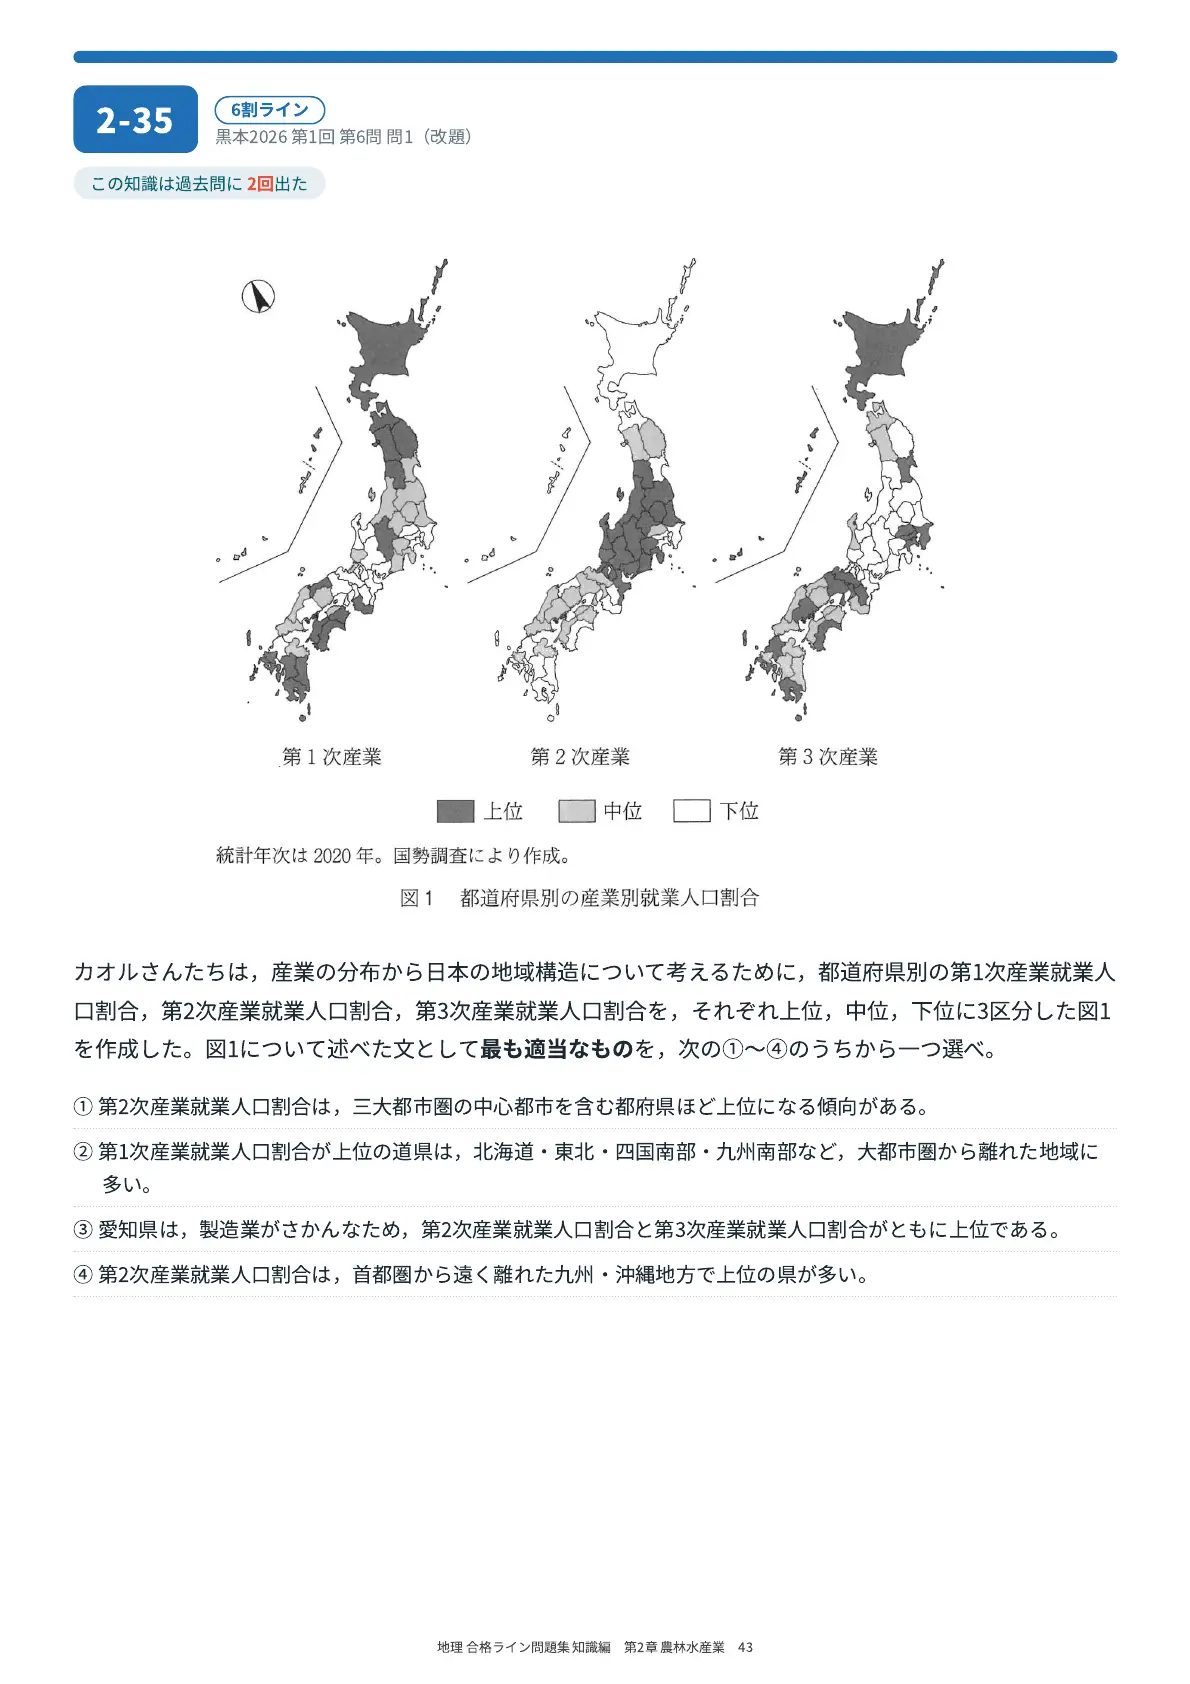 2-35
6割ライン
黒本2026 第1回 第6問 問1（改題）
この知識は過去問に 2回出た
第1次産業
第2次産業
第3次産業
上位
中位
下位
統計年次は 2020 年。国勢調査により作成。
図1　都道府県別の産業別就業人口割合
カオルさんたちは，産業の分布から日本の地域構造について考えるために，都道府県別の第1次産業就業人
口割合，第2次産業就業人口割合，第3次産業就業人口割合を，それぞれ上位，中位，下位に3区分した図1
を作成した。図1について述べた文として最も適当なものを，次の①〜④のうちから一つ選べ。
① 第2次産業就業人口割合は，三大都市圏の中心都市を含む都府県ほど上位になる傾向がある。
② 第1次産業就業人口割合が上位の道県は，北海道・東北・四国南部・九州南部など，大都市圏から離れた地域に
多い。
③ 愛知県は，製造業がさかんなため，第2次産業就業人口割合と第3次産業就業人口割合がともに上位である。
④ 第2次産業就業人口割合は，首都圏から遠く離れた九州・沖縄地方で上位の県が多い。
地理 合格ライン問題集 知識編　第2章 農林水産業　43